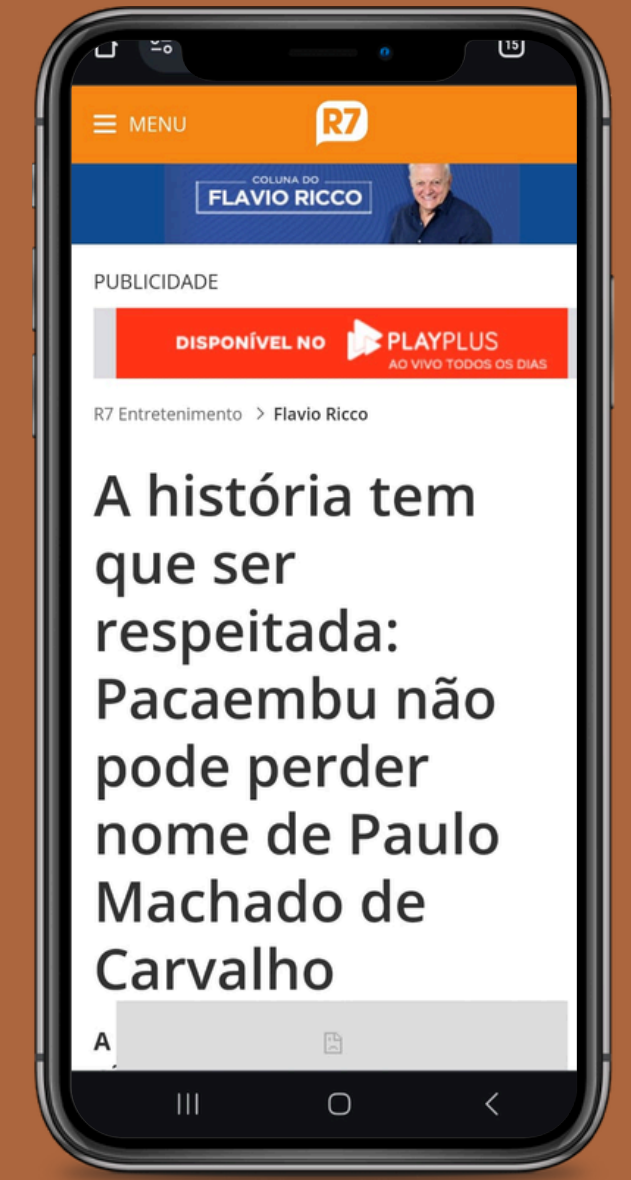 15
MENU
R7
COLUNA DO
FLAVIO RICCO
PUBLICIDADE
DISPONÍVEL NO PLAYPLUS
AO VIVO TODOS OS DIAS
R7 Entretenimento > Flavio Ricco
A história tem
que ser
respeitada:
Pacaembu não
pode perder
nome de Paulo
Machado de
Carvalho
A